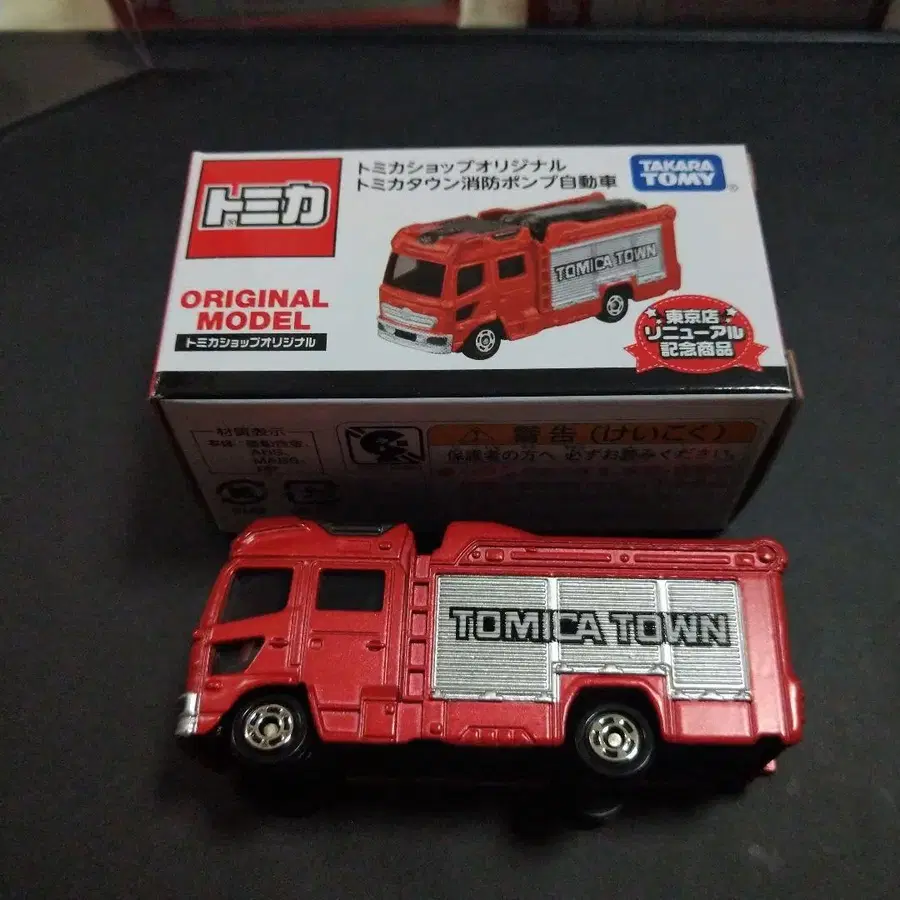 トミカショップオリジナル
トミカタウン消防ポンプ自動車
TAKARA
TOMY
®
トミカ
®
ORIGINAL
MODEL
トミカショップオリジナル
TOMICA TOWN
東京店
リニューアル
記念商品
材質表示
ABS,
警告(けいこく)
保護者の方へ 必ずお読みください。
TOMICA TOWN